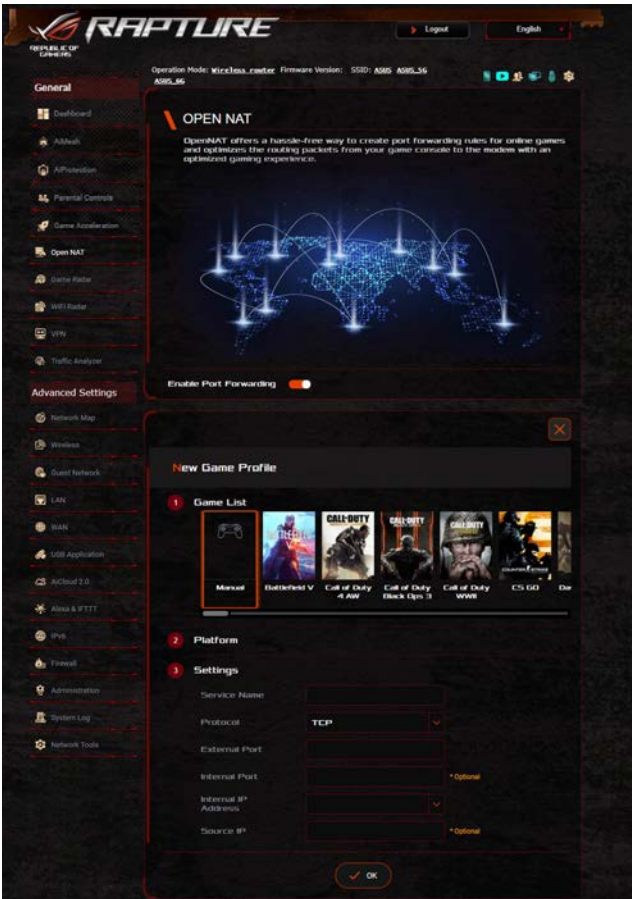 RAPTURE
REPUBLIC OF
GAMERS
Logout
English
Operation Mode: Wireless router Firmware Version: SSID: ASUS ASUS_5G
ASUS_6G
General
Dashboard
AiMesh
AiProtection
Parental Controls
Game Acceleration
Open NAT
Game Radar
WiFi Radar
VPN
Traffic Analyzer
Advanced Settings
Network Map
Wireless
Guest Network
LAN
WAN
USB Application
AiCloud 2.0
Alexa & IFTTT
IPv6
Firewall
Administration
System Log
Network Tools
OPEN NAT
OpenNAT offers a hassle-free way to create port forwarding rules for online games
and optimizes the routing packets from your game console to the modem with an
optimized gaming experience.
Enable Port Forwarding
New Game Profile
1 Game List
CALL·DUTY
CALL·DUTY
CALL·DUTY
Manual
Battlefield V
Call of Duty
4 AW
Call of Duty
Black Ops 3
Call of Duty
WWII
CS GO
2 Platform
3 Settings
Service Name
Protocol TCP
External Port
Internal Port * Optional
Internal IP
Address
Source IP * Optional
OK